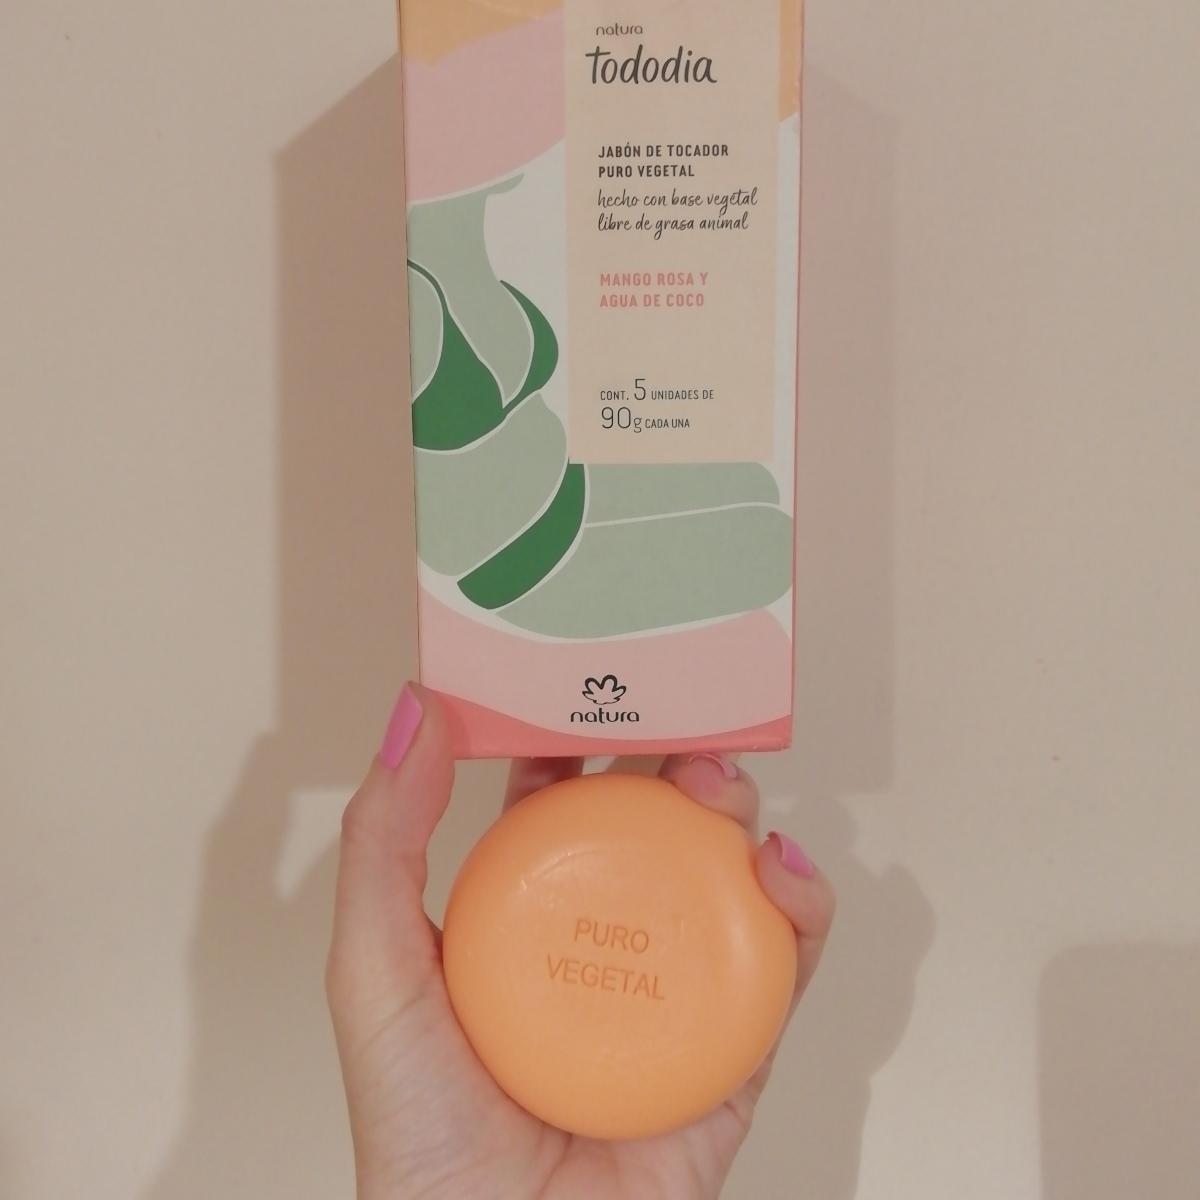 natura
Tododia
JABÓN DE TOCADOR
PURO VEGETAL
hecho con base vegetal
libre de grasa animal
MANGO ROSA Y
AGUA DE COCO
CONT. 5 UNIDADES DE
90g CADA UNA
natura
PURO
VEGETAL